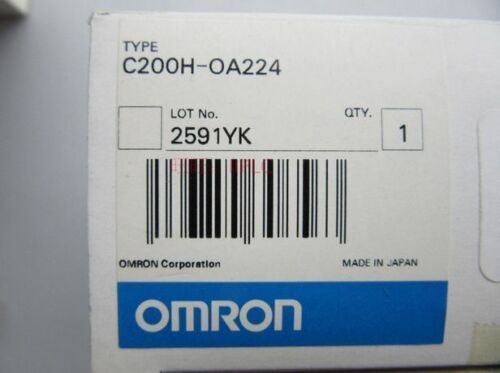 TYPE
C200H-OA224
LOT No.
QTY.
2591YK
1
OMRON Corporation
MADE IN JAPAN
OMRON